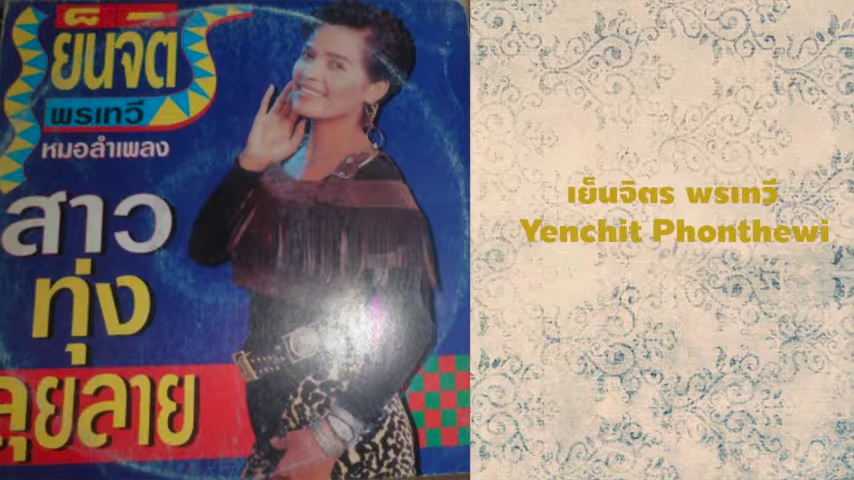 เย็นจิตร
พรเทวี
หมอลำเพลง
สาว
ทุ่ง
ลุยลาย
เย็นจิตร พรเทวี
Yenchit Phonthewi